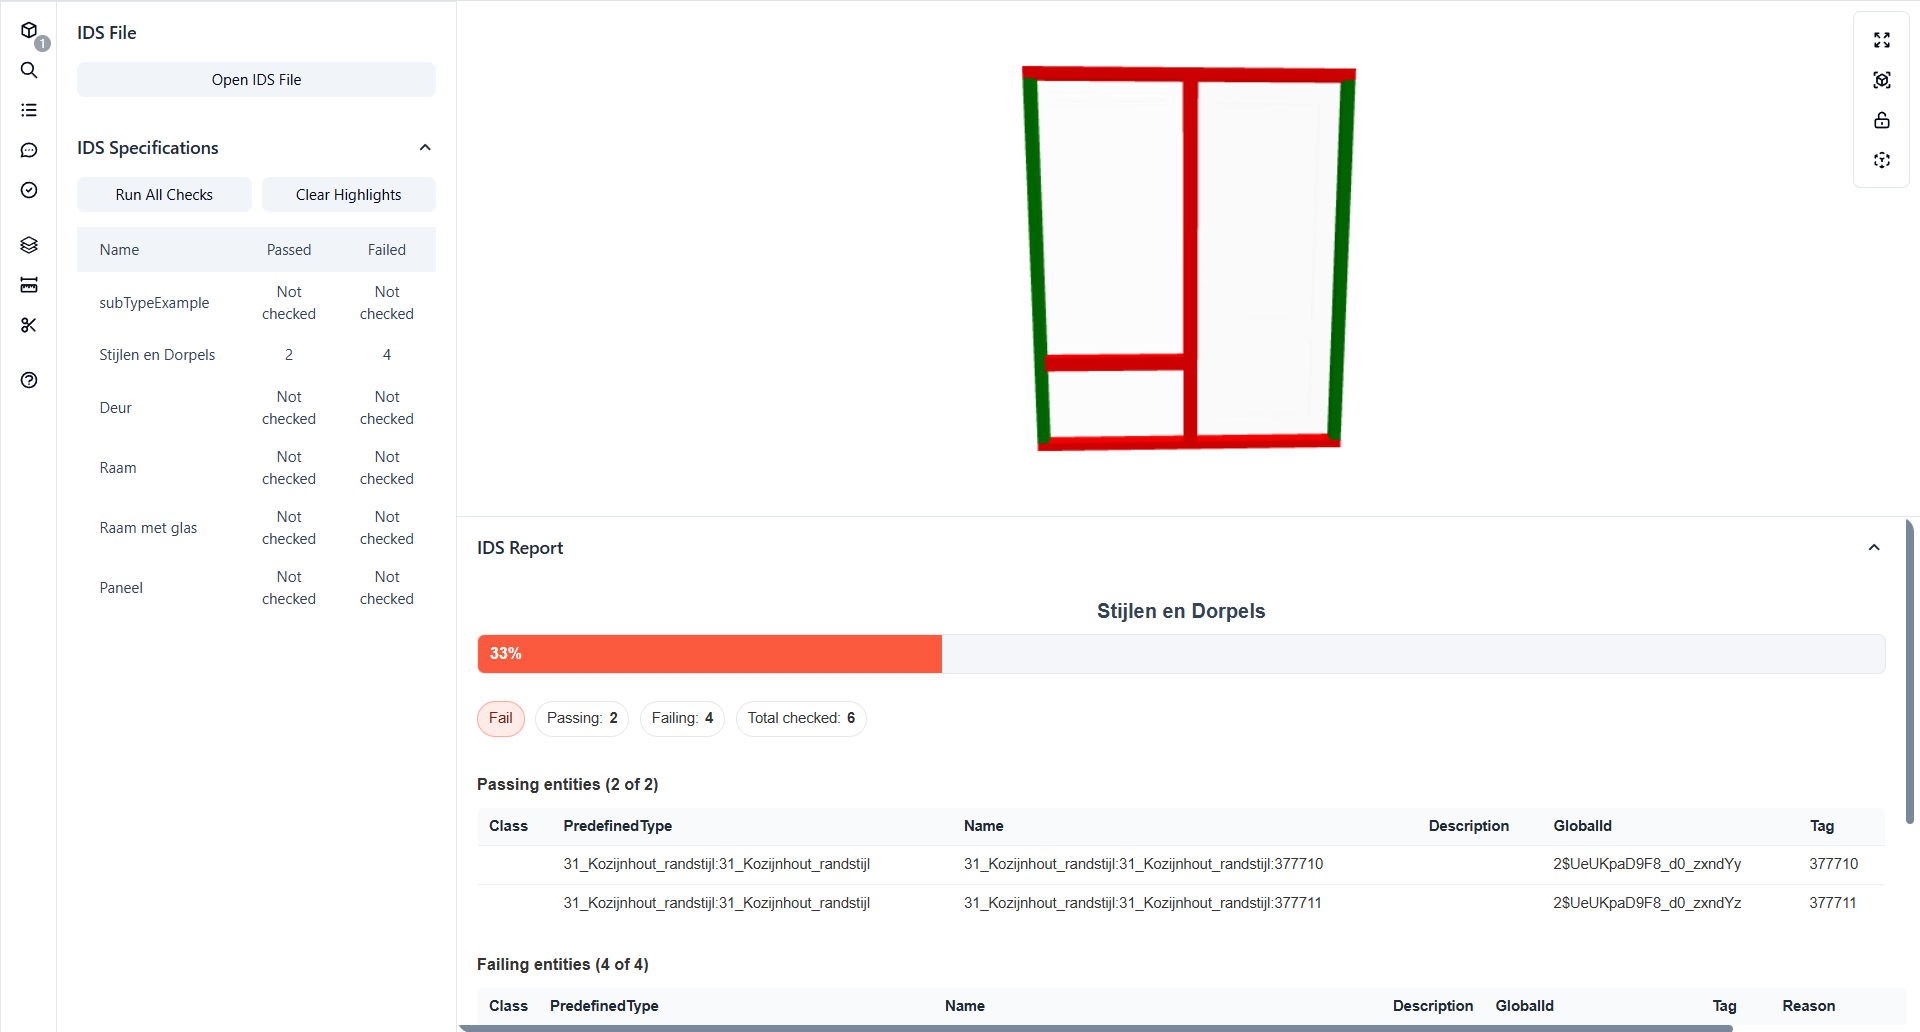 1
IDS File
Open IDS File
IDS Specifications
Run All Checks
Clear Highlights
Name Passed Failed
subTypeExample Not checked Not checked
Stijlen en Dorpels 2 4
Deur Not checked Not checked
Raam Not checked Not checked
Raam met glas Not checked Not checked
Paneel Not checked Not checked
IDS Report
Stijlen en Dorpels
33%
Fail Passing: 2 Failing: 4 Total checked: 6
Passing entities (2 of 2)
Class PredefinedType Name Description GlobalId Tag
31_Kozijnhout_randstijl:31_Kozijnhout_randstijl 31_Kozijnhout_randstijl:31_Kozijnhout_randstijl:377710 2$UeUKpaD9F8_d0_zxndYy 377710
31_Kozijnhout_randstijl:31_Kozijnhout_randstijl 31_Kozijnhout_randstijl:31_Kozijnhout_randstijl:377711 2$UeUKpaD9F8_d0_zxndYz 377711
Failing entities (4 of 4)
Class PredefinedType Name Description GlobalId Tag Reason